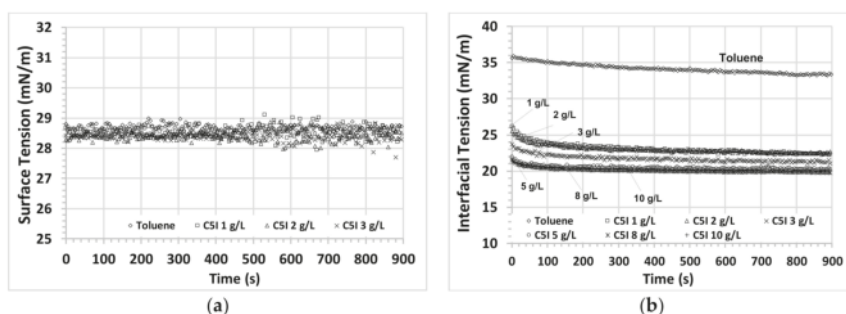 31
30
29
28
27
26
25
Surface Tension (mN/m)
Toluene C5I 1 g/L C5I 2 g/L C5I 3 g/L
0 100 200 300 400 500 600 700 800 900
Time (s)
(a)
40
35
30
25
20
15
10
Interfacial Tension (mN/m)
Toluene
1 g/L
2 g/L
3 g/L
5 g/L
8 g/L
10 g/L
Toluene C5I 1 g/L C5I 2 g/L C5I 3 g/L
C5I 5 g/L C5I 8 g/L C5I 10 g/L
0 100 200 300 400 500 600 700 800 900
Time (s)
(b)